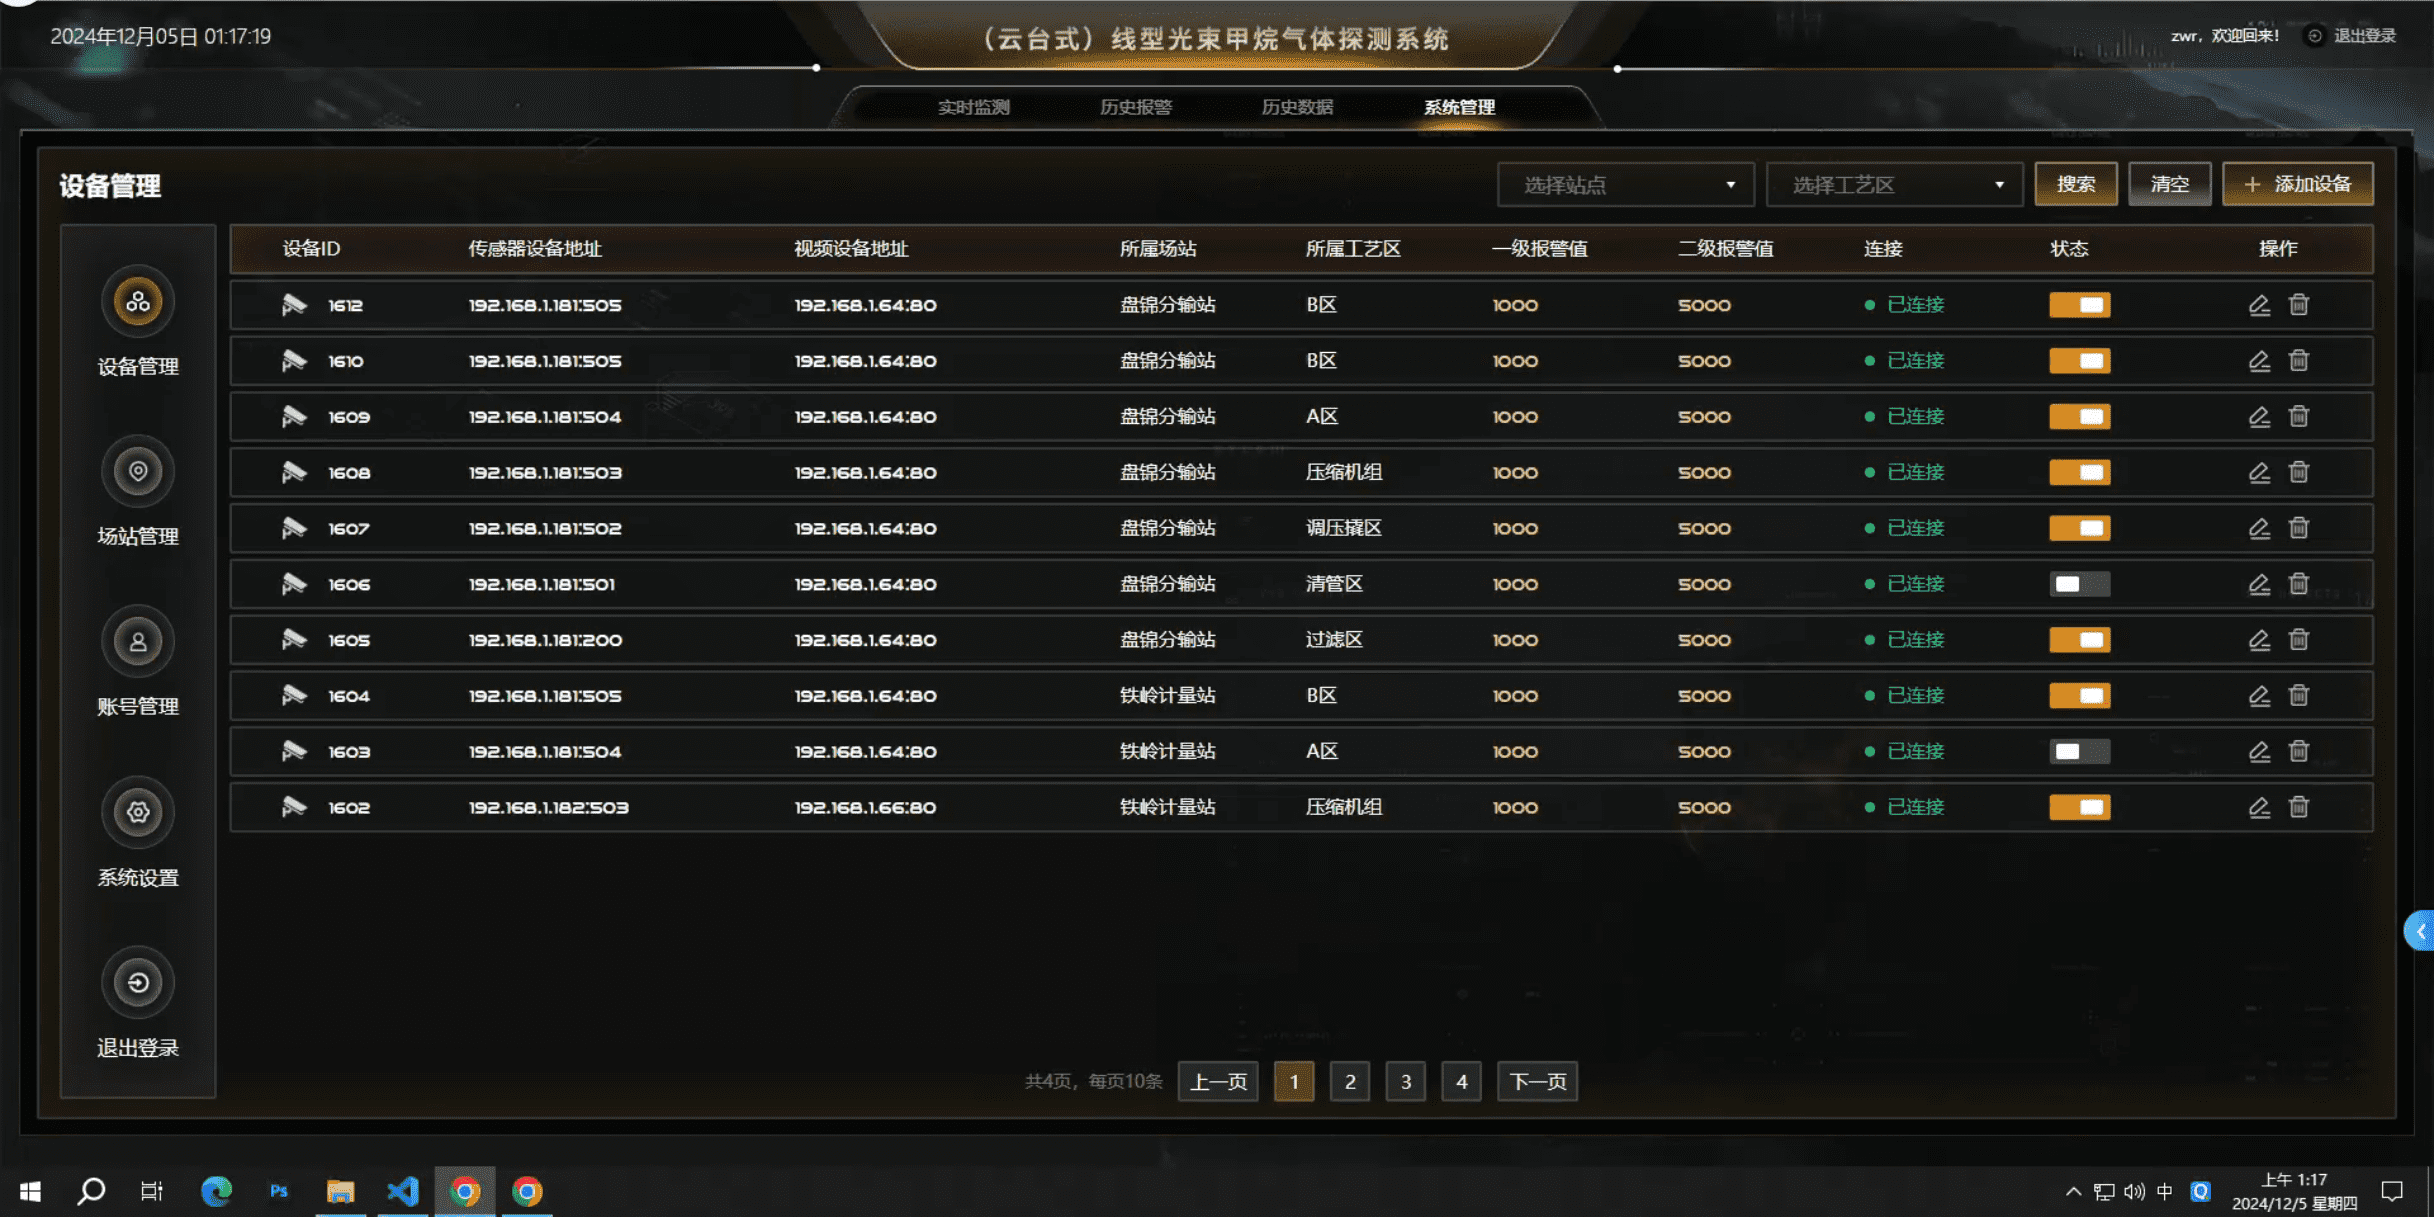 2024年12月05日 01:17:19
（云台式）线型光束甲烷气体探测系统
zwr，欢迎回来！ 退出登录
实时监测 历史报警 历史数据 系统管理
设备管理
选择站点 选择工艺区 搜索 清空 ＋ 添加设备
设备ID 传感器设备地址 视频设备地址 所属场站 所属工艺区 一级报警值 二级报警值 连接 状态 操作
1612 192.168.1.181:505 192.168.1.64:80 盘锦分输站 B区 1000 5000 已连接
1610 192.168.1.181:505 192.168.1.64:80 盘锦分输站 B区 1000 5000 已连接
1609 192.168.1.181:504 192.168.1.64:80 盘锦分输站 A区 1000 5000 已连接
1608 192.168.1.181:503 192.168.1.64:80 盘锦分输站 压缩机组 1000 5000 已连接
1607 192.168.1.181:502 192.168.1.64:80 盘锦分输站 调压撬区 1000 5000 已连接
1606 192.168.1.181:501 192.168.1.64:80 盘锦分输站 清管区 1000 5000 已连接
1605 192.168.1.181:200 192.168.1.64:80 盘锦分输站 过滤区 1000 5000 已连接
1604 192.168.1.181:505 192.168.1.64:80 铁岭计量站 B区 1000 5000 已连接
1603 192.168.1.181:504 192.168.1.64:80 铁岭计量站 A区 1000 5000 已连接
1602 192.168.1.182:503 192.168.1.66:80 铁岭计量站 压缩机组 1000 5000 已连接
设备管理
场站管理
账号管理
系统设置
退出登录
共4页，每页10条 上一页 1 2 3 4 下一页
Ps
中
上午 1:17
2024/12/5 星期四